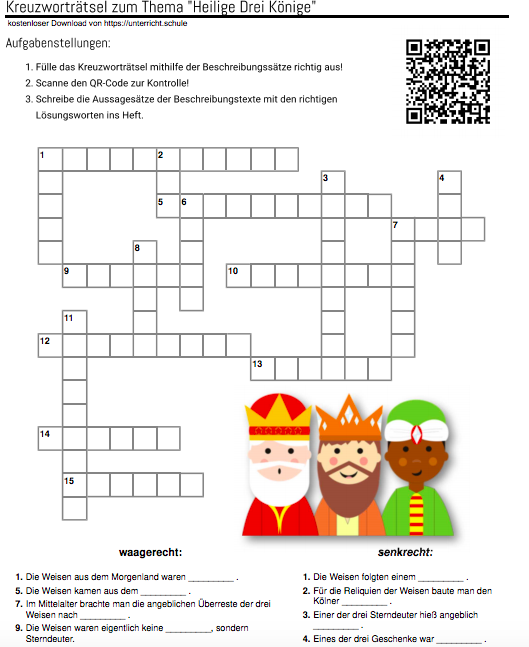 Kreuzworträtsel zum Thema "Heilige Drei Könige"
kostenloser Download von https://unterricht.schule
Aufgabenstellungen:
1. Fülle das Kreuzworträtsel mithilfe der Beschreibungssätze richtig aus!
2. Scanne den QR-Code zur Kontrolle!
3. Schreibe die Aussagesätze der Beschreibungstexte mit den richtigen
Lösungsworten ins Heft.
1 2
3 4
5 6
7
8
9 10
11
12
13
14
15
waagerecht:
1. Die Weisen aus dem Morgenland waren _________ .
5. Die Weisen kamen aus dem _________ .
7. Im Mittelalter brachte man die angeblichen Überreste der drei
Weisen nach _________ .
9. Die Weisen waren eigentlich keine _________, sondern
Sterndeuter.
senkrecht:
1. Die Weisen folgten einem _________ .
2. Für die Reliquien der Weisen baute man den
Kölner _________ .
3. Einer der drei Sterndeuter hieß angeblich
_________ .
4. Eines der drei Geschenke war _________ .